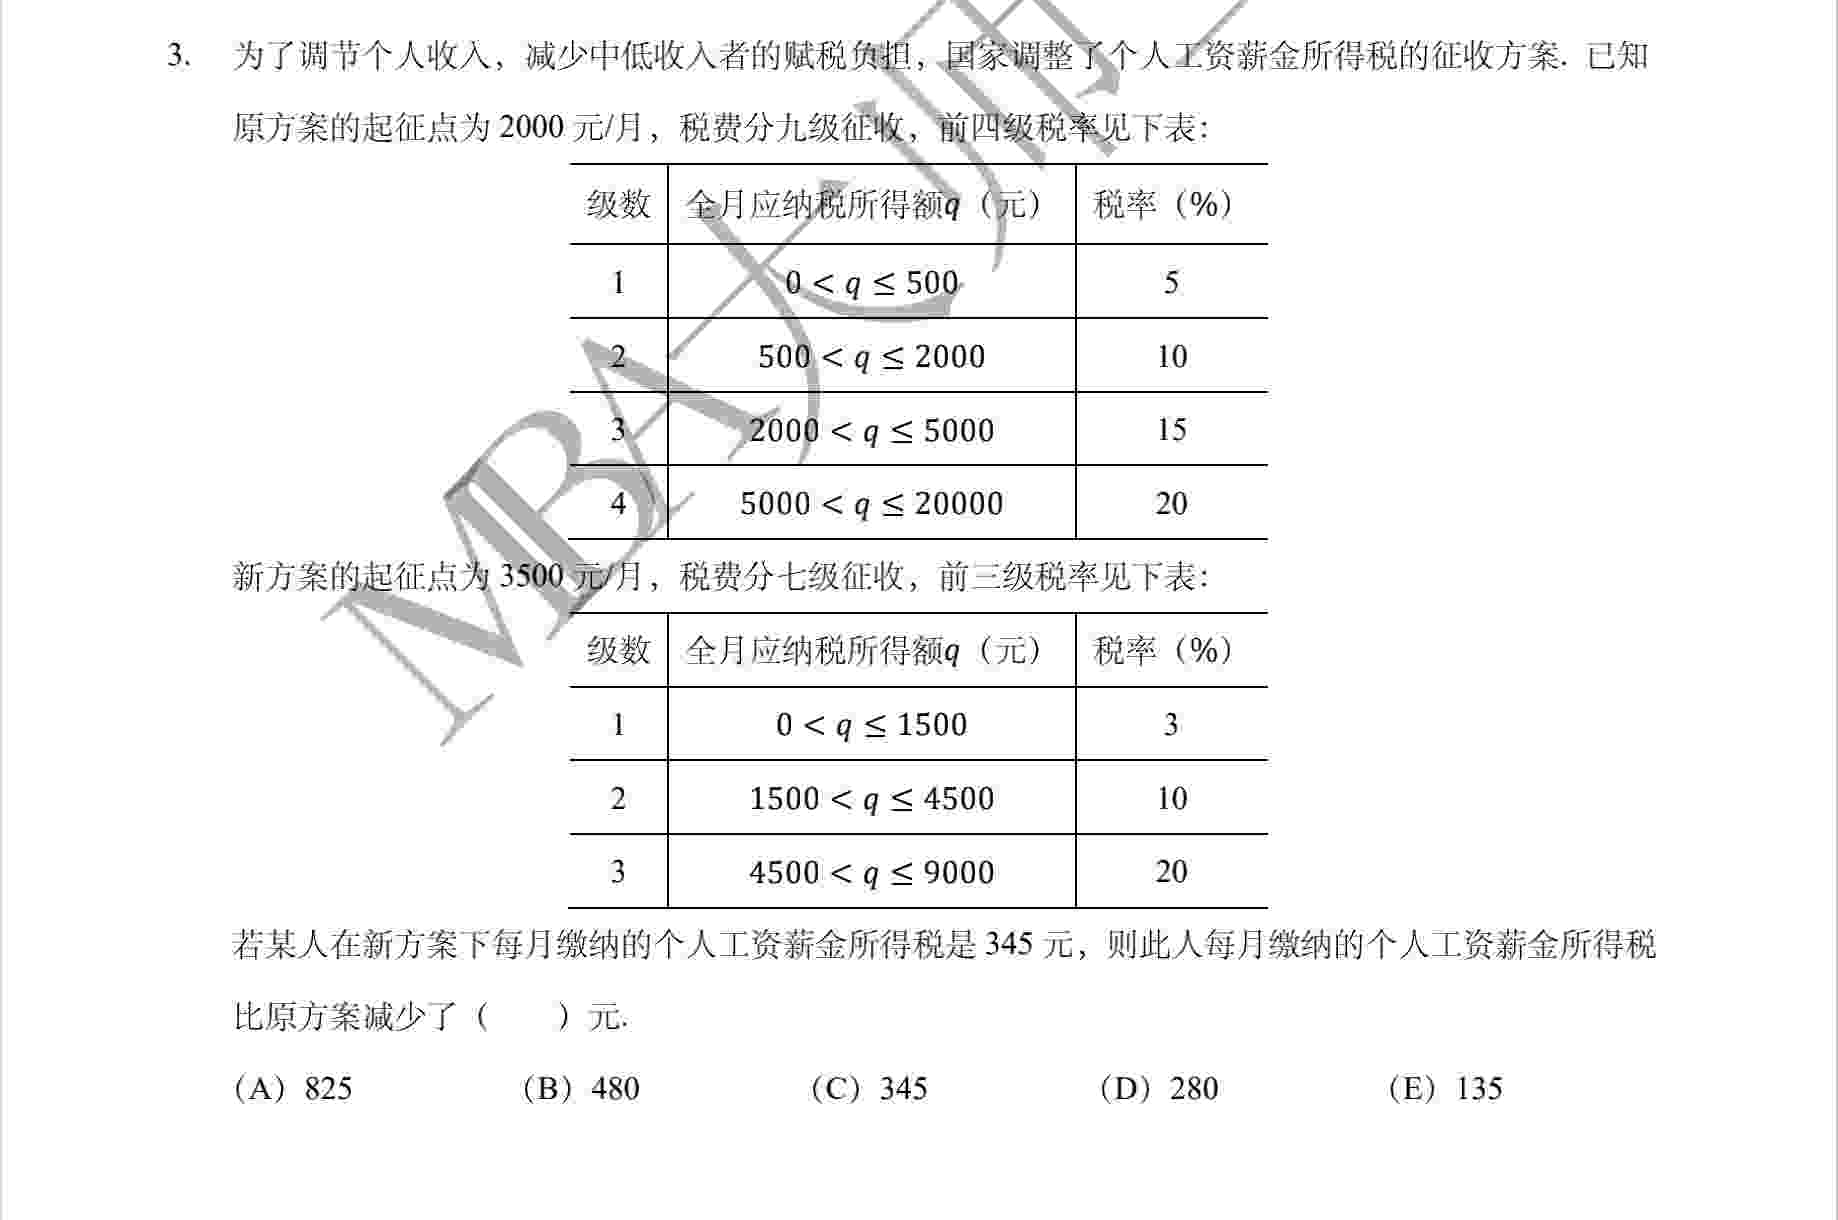 3. 为了调节个人收入，减少中低收入者的赋税负担，国家调整了个人工资薪金所得税的征收方案. 已知
原方案的起征点为 2000 元/月，税费分九级征收，前四级税率见下表：
级数 全月应纳税所得额q（元） 税率（%）
1 0 < q ≤ 500 5
2 500 < q ≤ 2000 10
3 2000 < q ≤ 5000 15
4 5000 < q ≤ 20000 20
新方案的起征点为 3500 元/月，税费分七级征收，前三级税率见下表：
级数 全月应纳税所得额q（元） 税率（%）
1 0 < q ≤ 1500 3
2 1500 < q ≤ 4500 10
3 4500 < q ≤ 9000 20
若某人在新方案下每月缴纳的个人工资薪金所得税是 345 元，则此人每月缴纳的个人工资薪金所得税
比原方案减少了（ ）元.
（A）825 （B）480 （C）345 （D）280 （E）135
MBA大师